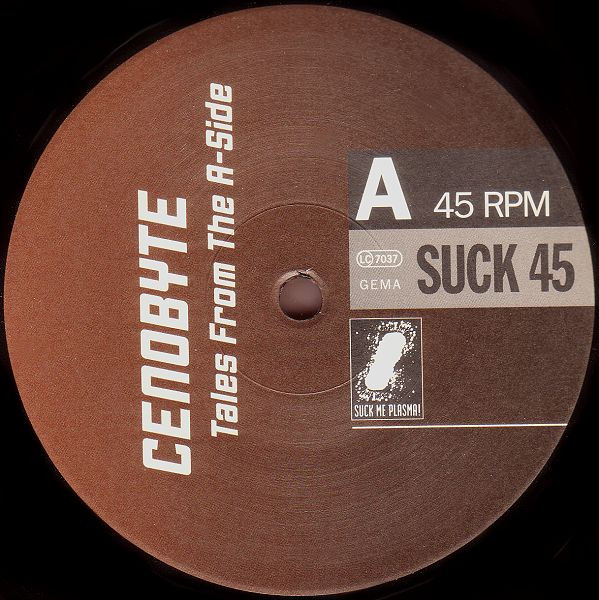 CENOBYTE
Tales From The A-Side
A
45 RPM
LC 7037
GEMA
SUCK 45
SUCK ME PLASMA!